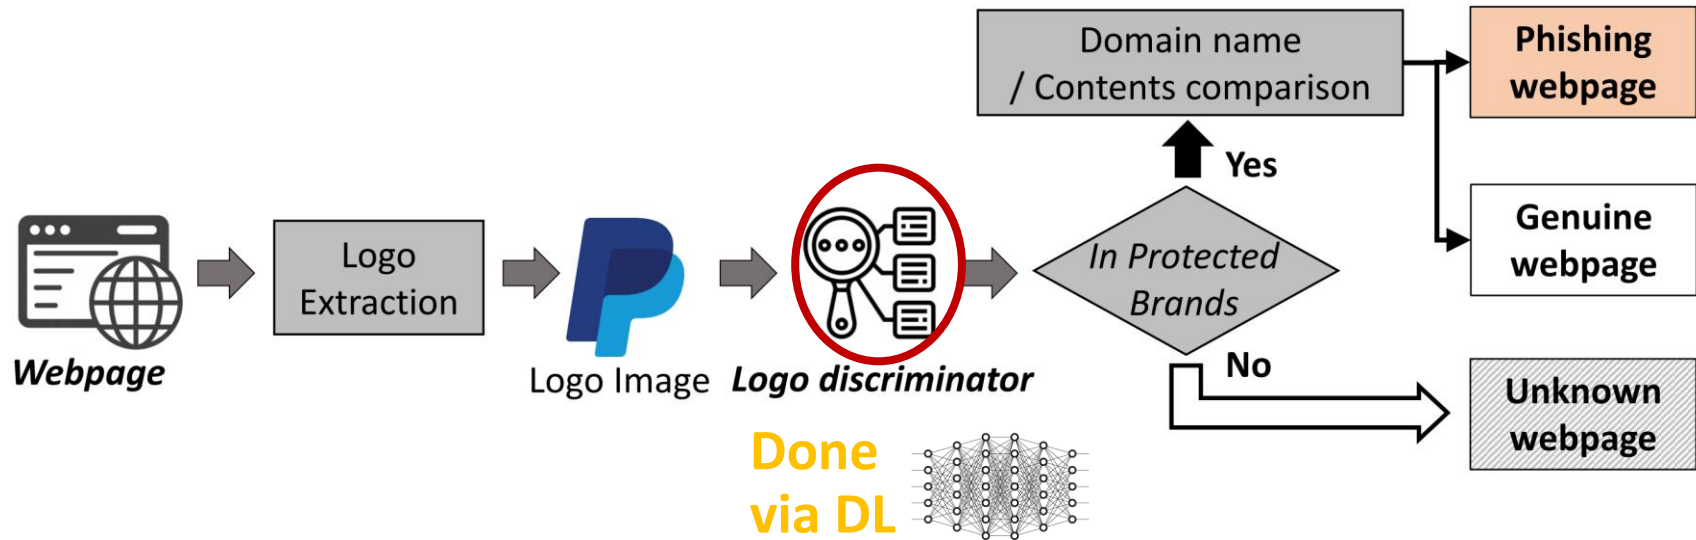 Domain name
/ Contents comparison
Phishing
webpage
Yes
Genuine
webpage
Logo
Extraction
In Protected
Brands
Webpage
Logo Image
Logo discriminator
No
Unknown
webpage
Done
via DL